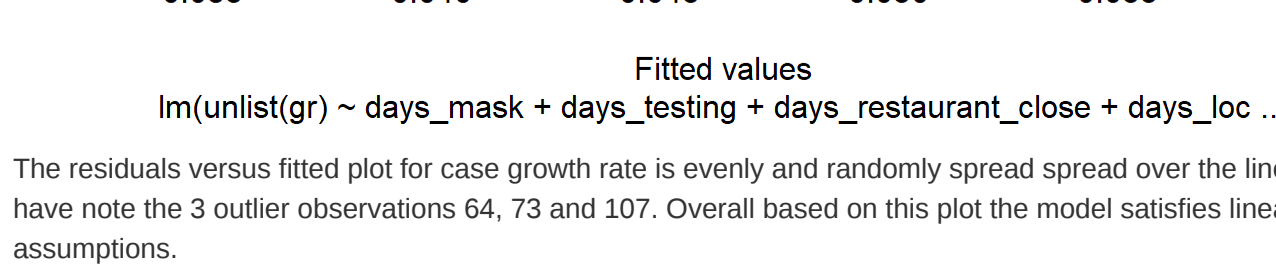 Fitted values
lm(unlist(gr) ~ days_mask + days_testing + days_restaurant_close + days_loc ..
The residuals versus fitted plot for case growth rate is evenly and randomly spread spread over the
have note the 3 outlier observations 64, 73 and 107. Overall based on this plot the model satisfies
assumptions.